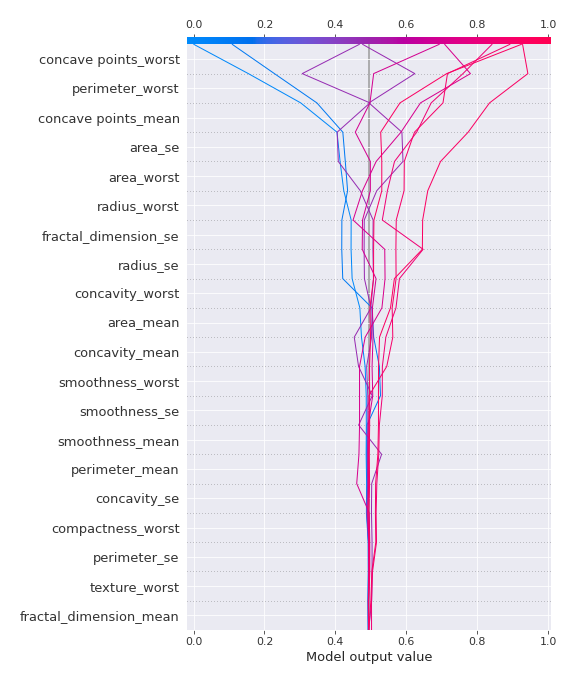 0.0 0.2 0.4 0.6 0.8 1.0
concave points_worst
perimeter_worst
concave points_mean
area_se
area_worst
radius_worst
fractal_dimension_se
radius_se
concavity_worst
area_mean
concavity_mean
smoothness_worst
smoothness_se
smoothness_mean
perimeter_mean
concavity_se
compactness_worst
perimeter_se
texture_worst
fractal_dimension_mean
0.0 0.2 0.4 0.6 0.8 1.0
Model output value